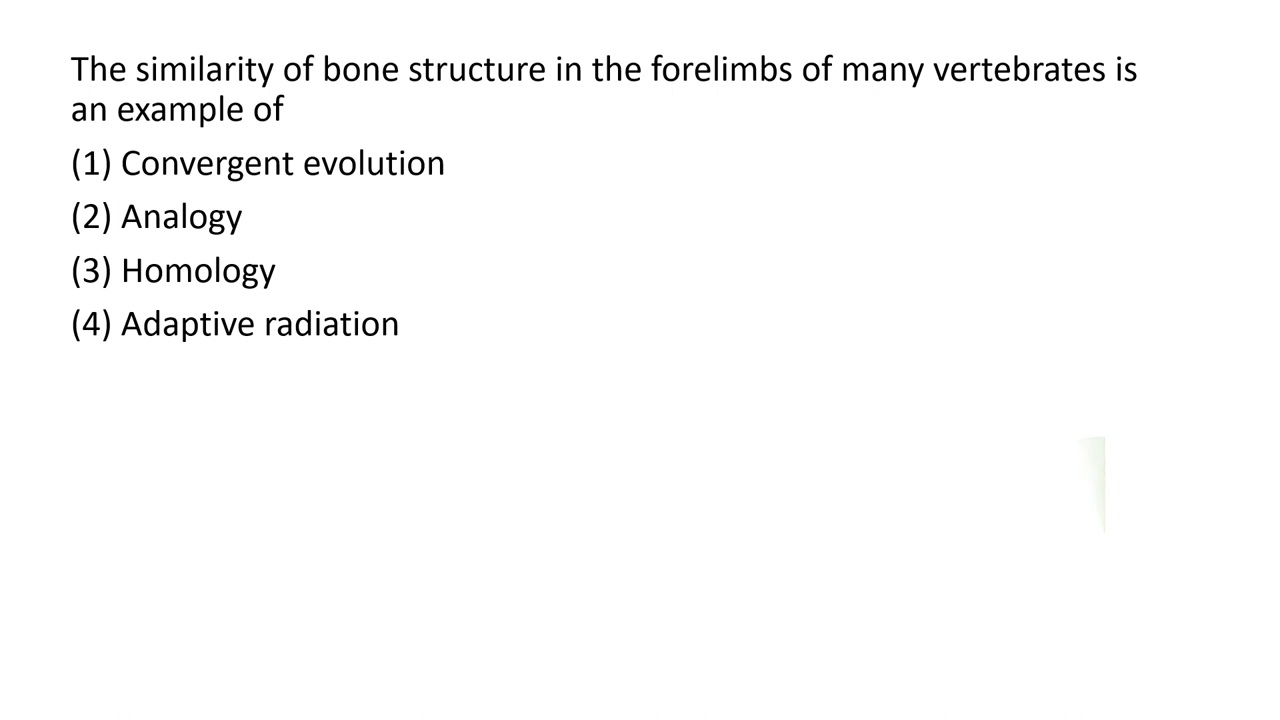 The similarity of bone structure in the forelimbs of many vertebrates is
an example of
(1) Convergent evolution
(2) Analogy
(3) Homology
(4) Adaptive radiation